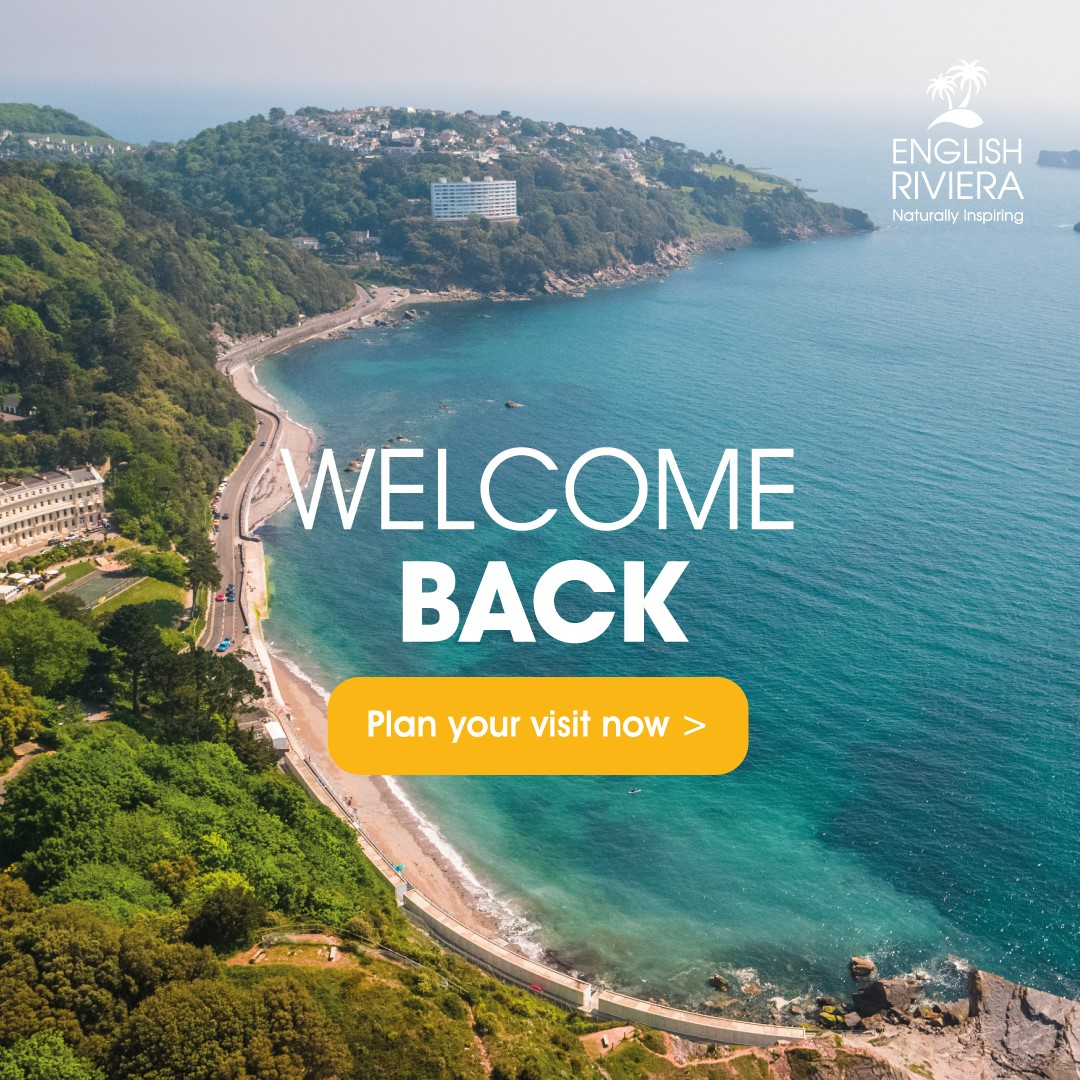 ENGLISH
RIVIERA
Naturally Inspiring
WELCOME
BACK
Plan your visit now >